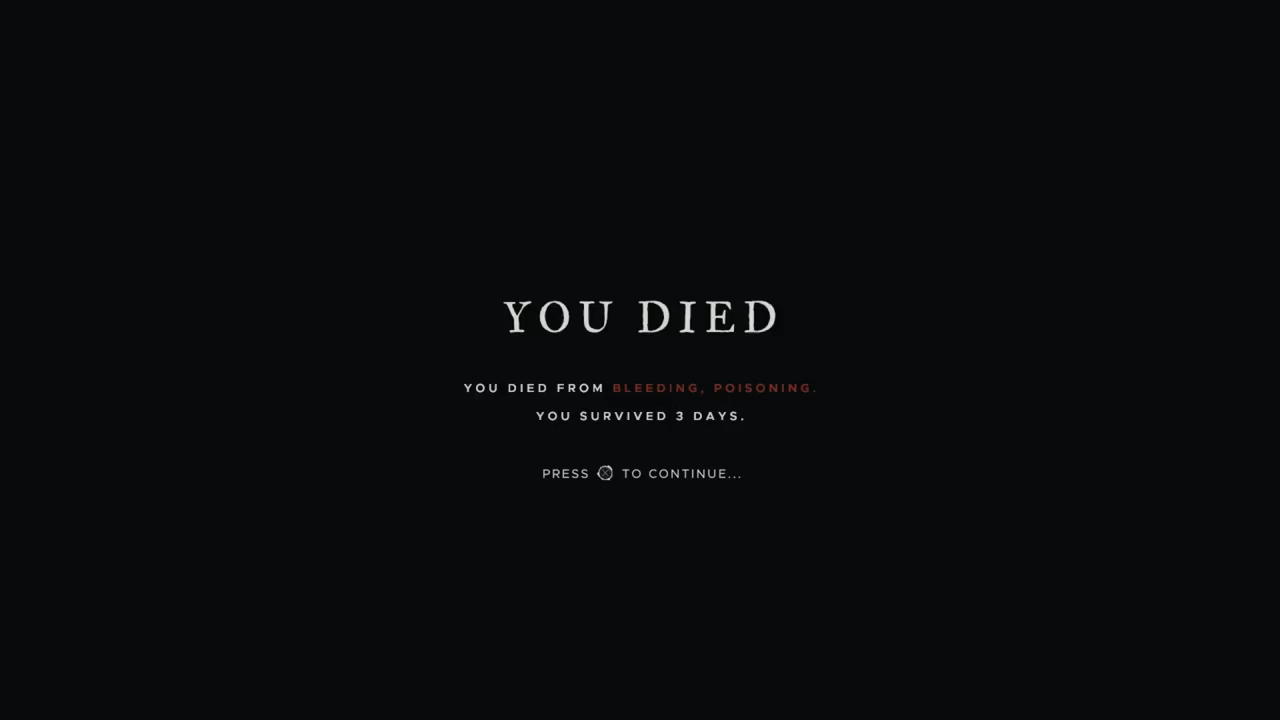 YOU DIED
YOU DIED FROM BLEEDING, POISONING.
YOU SURVIVED 3 DAYS.
PRESS TO CONTINUE...